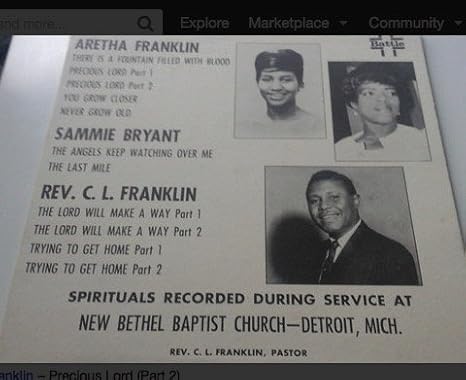 and more...
Explore Marketplace Community
Battle
ARETHA FRANKLIN
THERE IS A FOUNTAIN FILLED WITH BLOOD
PRECIOUS LORD Part 1
PRECIOUS LORD Part 2
YOU GROW CLOSER
NEVER GROW OLD
SAMMIE BRYANT
THE ANGELS KEEP WATCHING OVER ME
THE LAST MILE
REV. C. L. FRANKLIN
THE LORD WILL MAKE A WAY Part 1
THE LORD WILL MAKE A WAY Part 2
TRYING TO GET HOME Part 1
TRYING TO GET HOME Part 2
SPIRITUALS RECORDED DURING SERVICE AT
NEW BETHEL BAPTIST CHURCH—DETROIT, MICH.
REV. C. L. FRANKLIN, PASTOR
anklin – Precious Lord (Part 2)